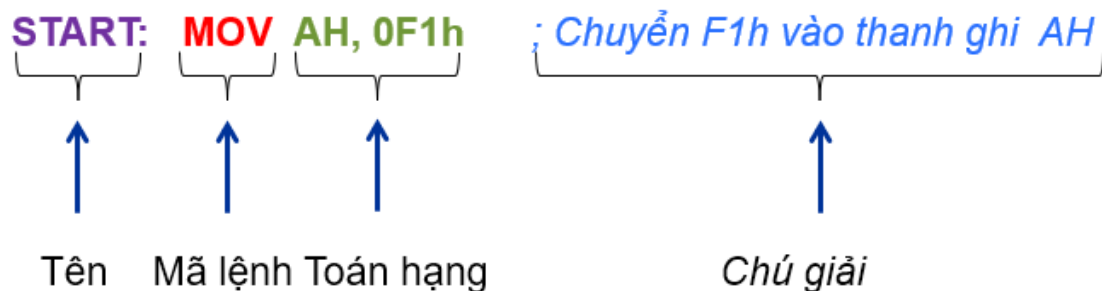 START: MOV AH, 0F1h ; Chuyển F1h vào thanh ghi AH
Tên Mã lệnh Toán hạng Chú giải